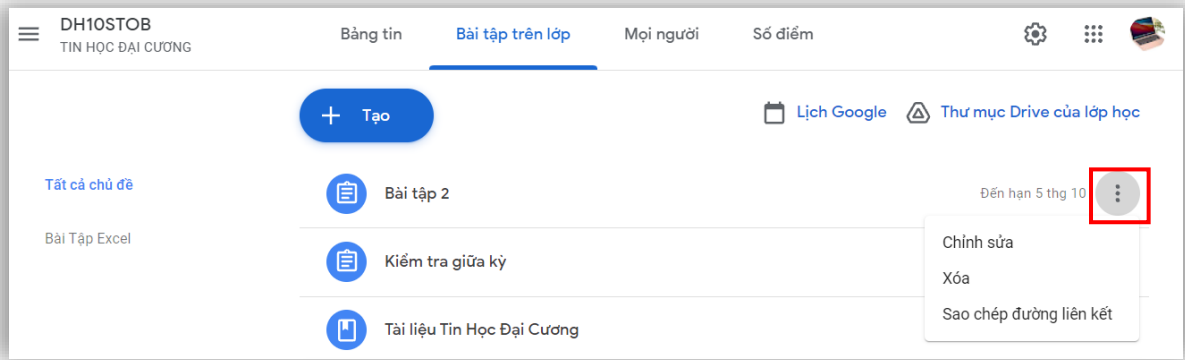 DH10STOB
TIN HỌC ĐẠI CƯƠNG
Bảng tin
Bài tập trên lớp
Mọi người
Số điểm
Tạo
Lịch Google
Thư mục Drive của lớp học
Tất cả chủ đề
Bài Tập Excel
Bài tập 2
Đến hạn 5 thg 10
Chỉnh sửa
Xóa
Sao chép đường liên kết
Kiểm tra giữa kỳ
Tài liệu Tin Học Đại Cương